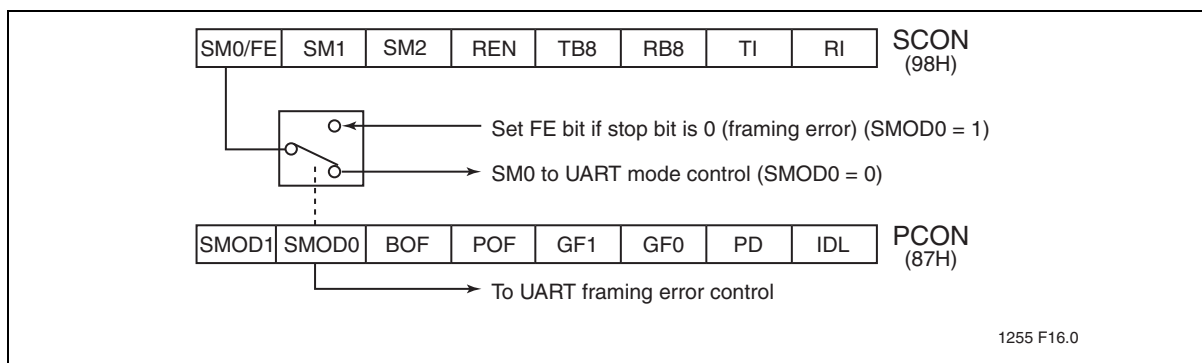 SM0/FE SM1 SM2 REN TB8 RB8 TI RI SCON
(98H)
Set FE bit if stop bit is 0 (framing error) (SMOD0 = 1)
SM0 to UART mode control (SMOD0 = 0)
SMOD1 SMOD0 BOF POF GF1 GF0 PD IDL PCON
(87H)
To UART framing error control
1255 F16.0